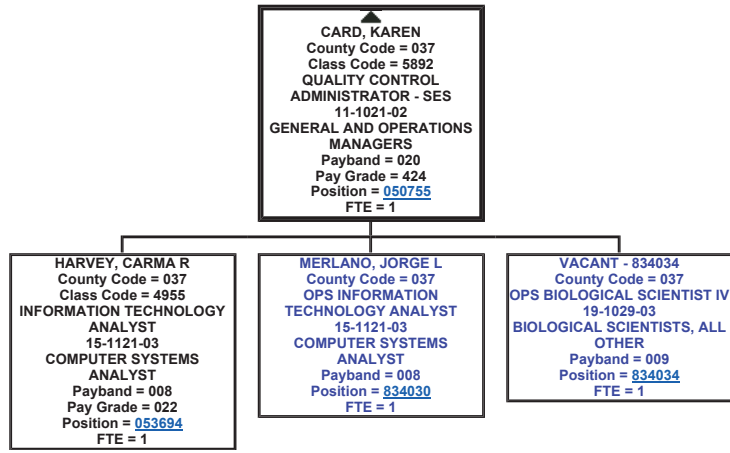 CARD, KAREN
County Code = 037
Class Code = 5892
QUALITY CONTROL
ADMINISTRATOR - SES
11-1021-02
GENERAL AND OPERATIONS
MANAGERS
Payband = 020
Pay Grade = 424
Position = 050755
FTE = 1
HARVEY, CARMA R
County Code = 037
Class Code = 4955
INFORMATION TECHNOLOGY
ANALYST
15-1121-03
COMPUTER SYSTEMS
ANALYST
Payband = 008
Pay Grade = 022
Position = 053694
FTE = 1
MERLANO, JORGE L
County Code = 037
OPS INFORMATION
TECHNOLOGY ANALYST
15-1121-03
COMPUTER SYSTEMS
ANALYST
Payband = 008
Position = 834030
FTE = 1
VACANT - 834034
County Code = 037
OPS BIOLOGICAL SCIENTIST IV
19-1029-03
BIOLOGICAL SCIENTISTS, ALL
OTHER
Payband = 009
Position = 834034
FTE = 1